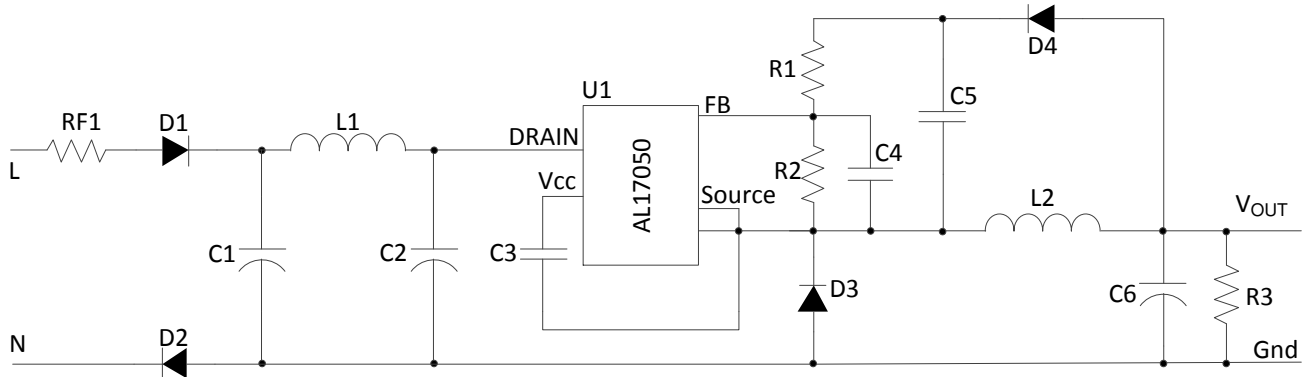 D4
R1
C5
U1
FB
RF1
D1
L1
DRAIN
L
R2
C4
Vcc
AL17050
Source
L2
VOUT
C1
C2
C3
D3
C6
R3
N
D2
Gnd